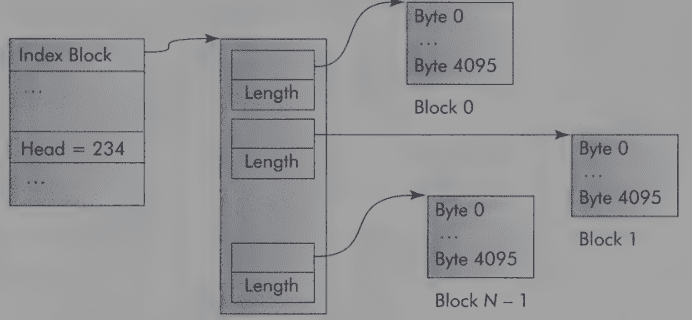 Index Block
...
Head = 234
...
Length
Length
Length
Byte 0
...
Byte 4095
Block 0
Byte 0
...
Byte 4095
Block 1
Byte 0
...
Byte 4095
Block N – 1